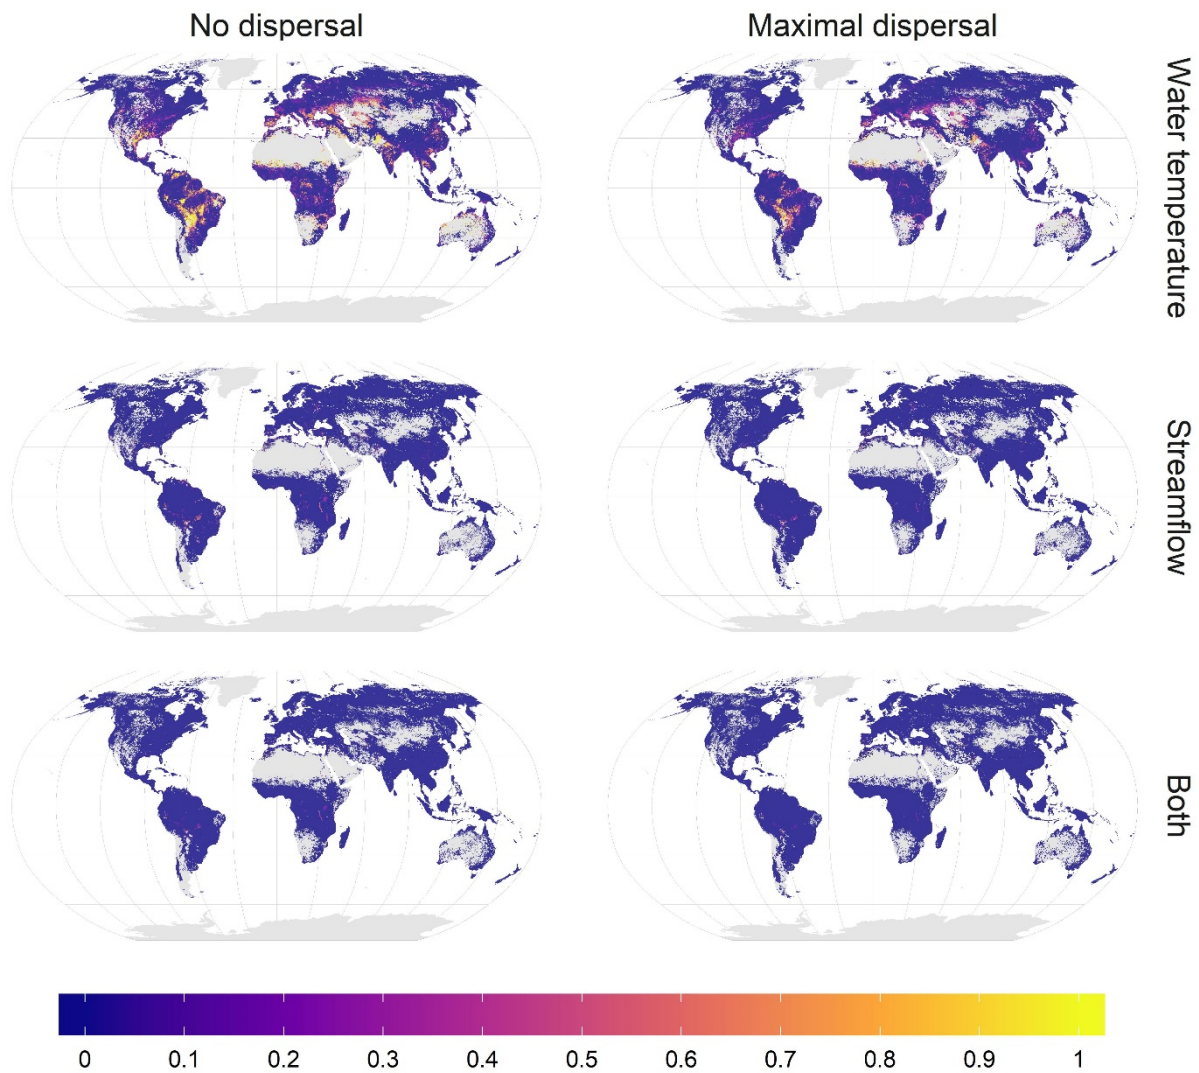 No dispersal
Maximal dispersal
Water temperature
Streamflow
Both
0 0.1 0.2 0.3 0.4 0.5 0.6 0.7 0.8 0.9 1